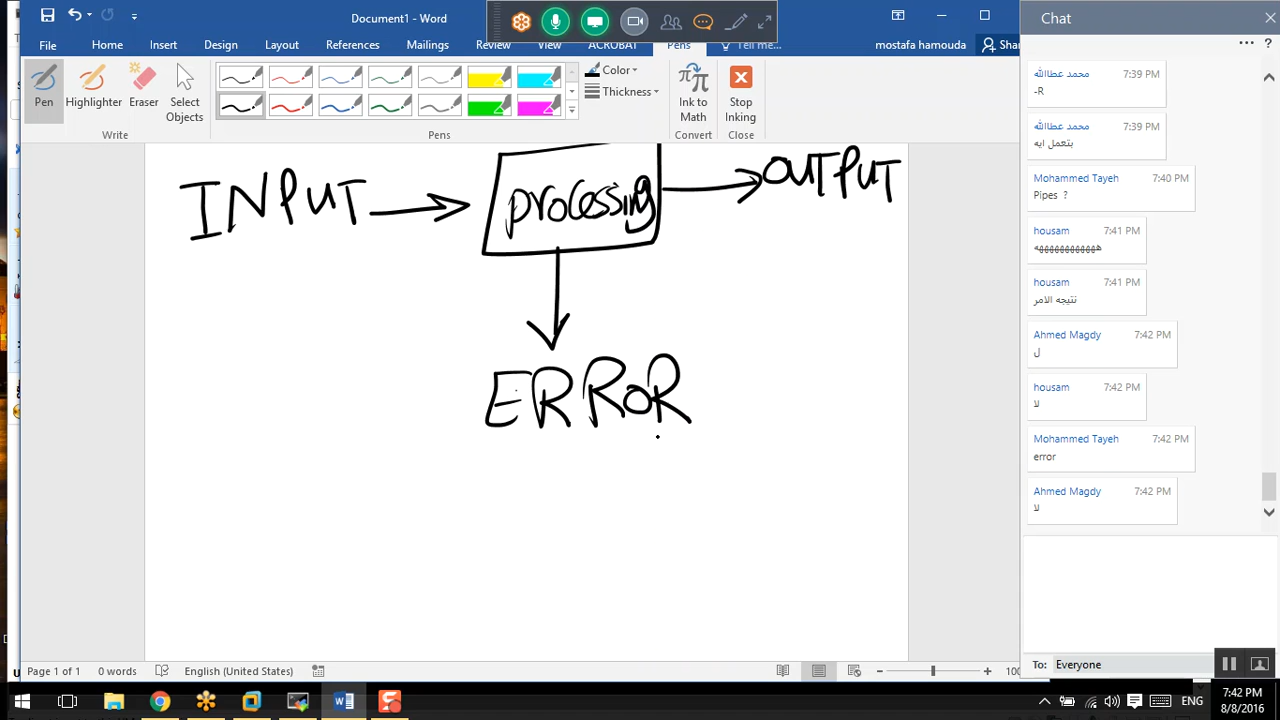 Document1 - Word
Chat
File Home Insert Design Layout References Mailings Review View ACROBAT Pens Tell me...
mostafa hamouda
Pen Highlighter Eraser Select Objects
Color
Thickness
Ink to Math
Stop Inking
Write Pens Convert Close
INPUT processing OUTPUT
ERROR
محمد عطاالله 7:39 PM
-R
محمد عطاالله 7:39 PM
بتعمل ايه
Mohammed Tayeh 7:40 PM
Pipes ?
housam 7:41 PM
housam 7:41 PM
نتيجه الامر
Ahmed Magdy 7:42 PM
ل
housam 7:42 PM
لا
Mohammed Tayeh 7:42 PM
error
Ahmed Magdy 7:42 PM
لا
To: Everyone
Page 1 of 1 0 words English (United States) 100
ENG 7:42 PM
8/8/2016